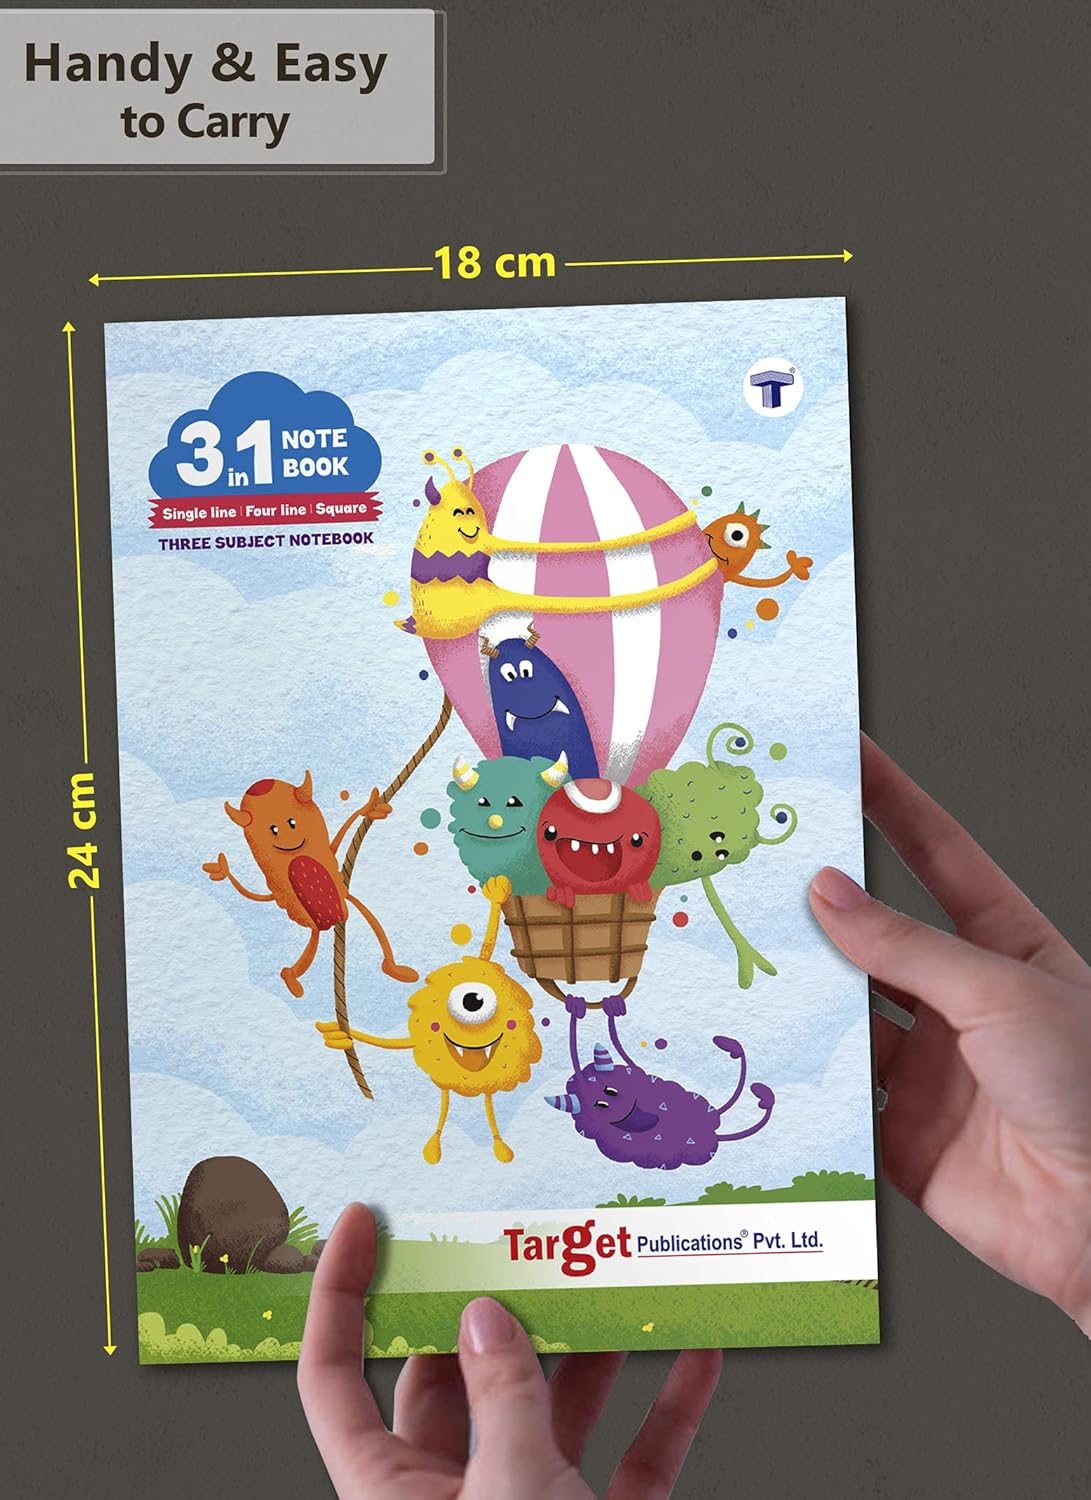 Handy & Easy
to Carry
18 cm
24 cm
3 in 1 NOTE
BOOK
Single line | Four line | Square
THREE SUBJECT NOTEBOOK
T®
Target Publications® Pvt. Ltd.